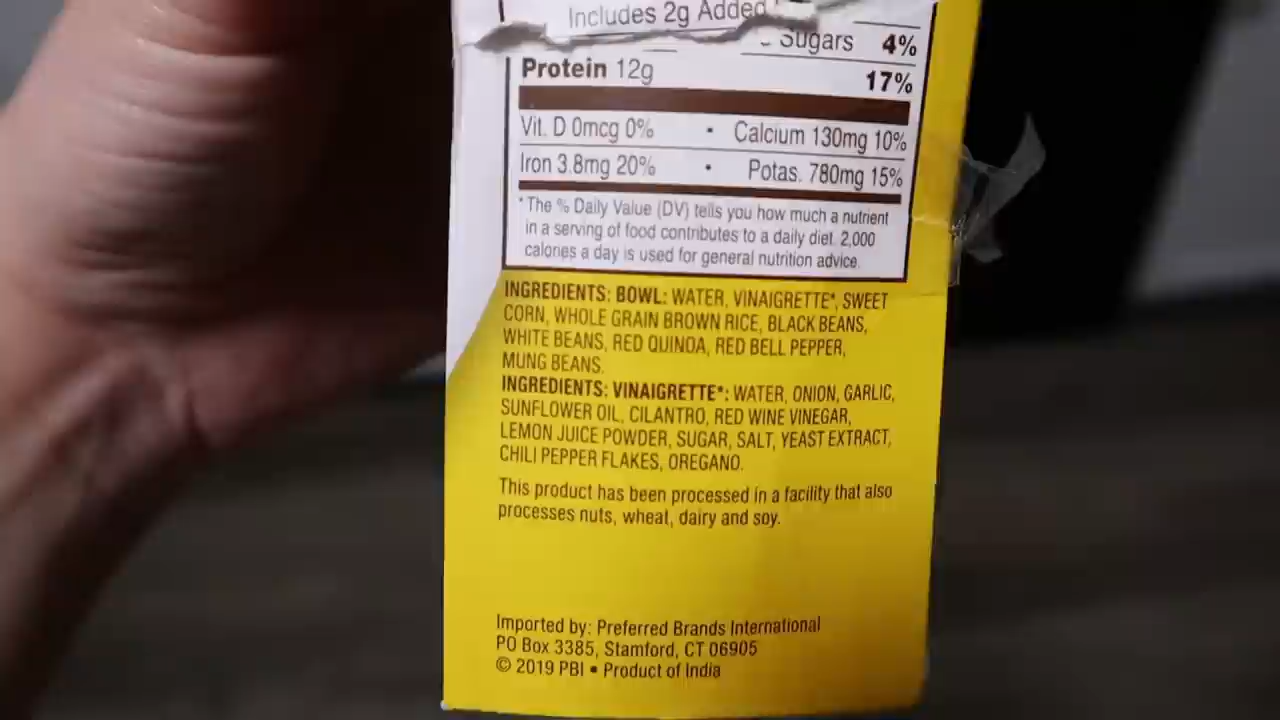 Includes 2g Added
Sugars 4%
Protein 12g 17%
Vit. D 0mcg 0% • Calcium 130mg 10%
Iron 3.8mg 20% • Potas. 780mg 15%
*The % Daily Value (DV) tells you how much a nutrient
in a serving of food contributes to a daily diet. 2,000
calories a day is used for general nutrition advice.
INGREDIENTS: BOWL: WATER, VINAIGRETTE*, SWEET
CORN, WHOLE GRAIN BROWN RICE, BLACK BEANS,
WHITE BEANS, RED QUINOA, RED BELL PEPPER,
MUNG BEANS.
INGREDIENTS: VINAIGRETTE*: WATER, ONION, GARLIC,
SUNFLOWER OIL, CILANTRO, RED WINE VINEGAR,
LEMON JUICE POWDER, SUGAR, SALT, YEAST EXTRACT,
CHILI PEPPER FLAKES, OREGANO.
This product has been processed in a facility that also
processes nuts, wheat, dairy and soy.
Imported by: Preferred Brands International
PO Box 3385, Stamford, CT 06905
© 2019 PBI • Product of India